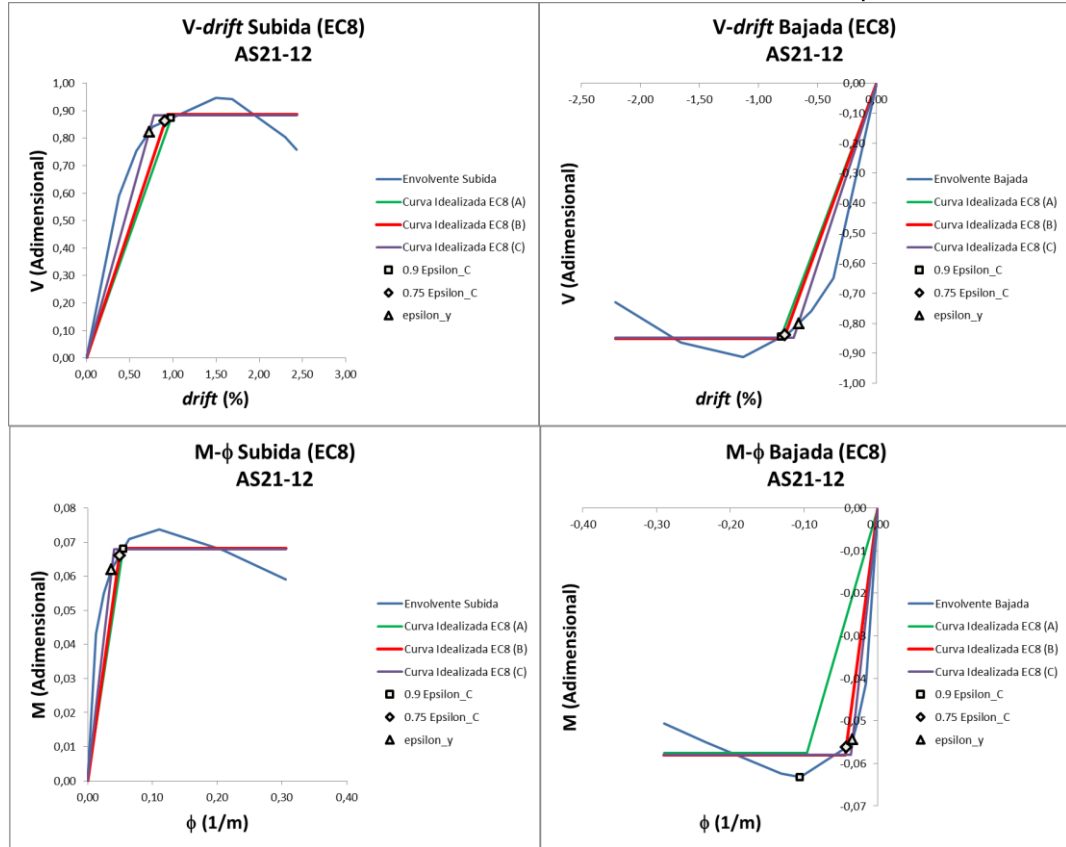 V-drift Subida (EC8)
AS21-12
1,00
0,90
0,80
0,70
0,60
0,50
0,40
0,30
0,20
0,10
0,00
V (Adimensional)
0,00 0,50 1,00 1,50 2,00 2,50 3,00
drift (%)
Envolvente Subida
Curva Idealizada EC8 (A)
Curva Idealizada EC8 (B)
Curva Idealizada EC8 (C)
0.9 Epsilon_C
0.75 Epsilon_C
epsilon_y
V-drift Bajada (EC8)
AS21-12
-2,50 -2,00 -1,50 -1,00 -0,50 0,00
0,00
-0,10
-0,20
-0,30
-0,40
-0,50
-0,60
-0,70
-0,80
-0,90
-1,00
V (Adimensional)
drift (%)
Envolvente Bajada
Curva Idealizada EC8 (A)
Curva Idealizada EC8 (B)
Curva Idealizada EC8 (C)
0.9 Epsilon_C
0.75 Epsilon_C
epsilon_y
M-ϕ Subida (EC8)
AS21-12
0,08
0,07
0,06
0,05
0,04
0,03
0,02
0,01
0,00
M (Adimensional)
0,00 0,10 0,20 0,30 0,40
ϕ (1/m)
Envolvente Subida
Curva Idealizada EC8 (A)
Curva Idealizada EC8 (B)
Curva Idealizada EC8 (C)
0.9 Epsilon_C
0.75 Epsilon_C
epsilon_y
M-ϕ Bajada (EC8)
AS21-12
-0,40 -0,30 -0,20 -0,10 0,00
0,00
-0,01
-0,02
-0,03
-0,04
-0,05
-0,06
-0,07
M (Adimensional)
ϕ (1/m)
Envolvente Bajada
Curva Idealizada EC8 (A)
Curva Idealizada EC8 (B)
Curva Idealizada EC8 (C)
0.9 Epsilon_C
0.75 Epsilon_C
epsilon_y